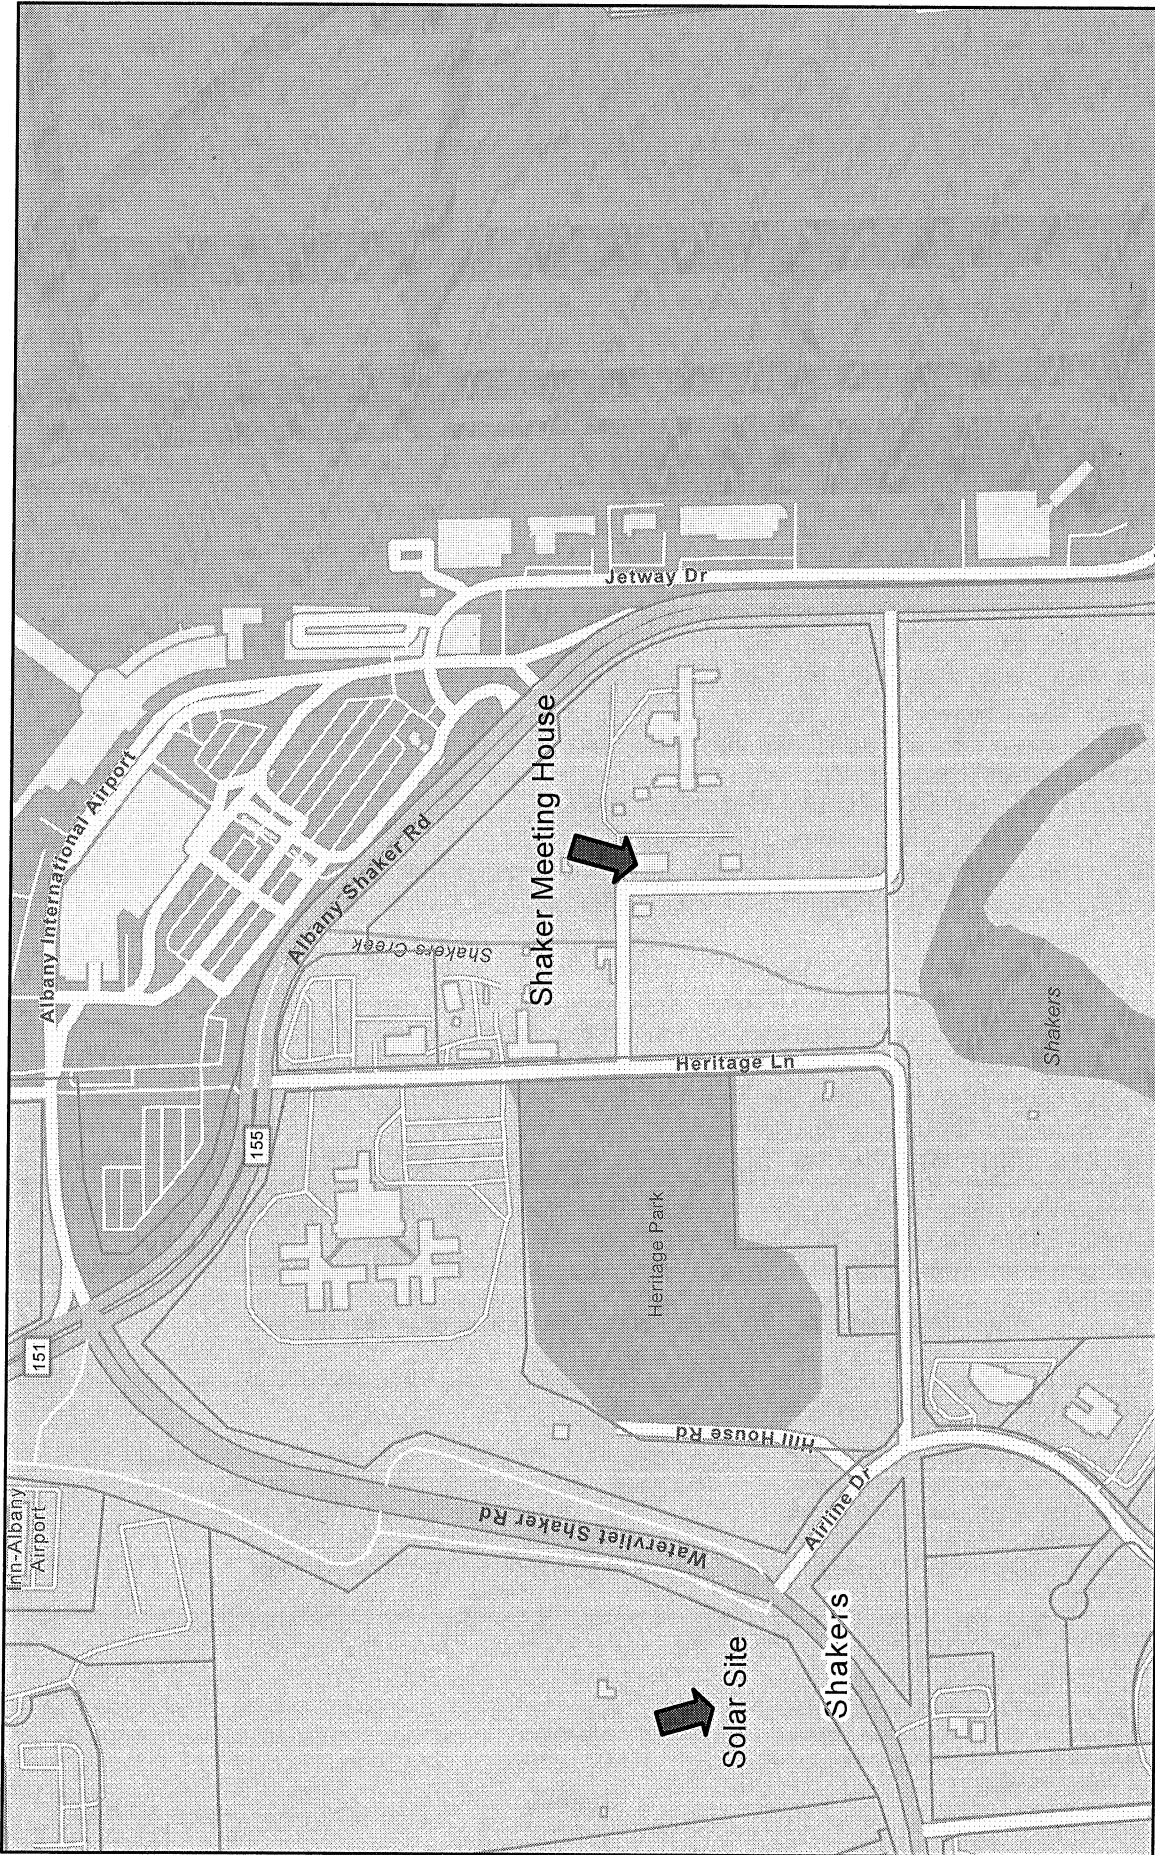 Albany International Airport
Jetway Dr
Albany Shaker Rd
Shakers Creek
Shaker Meeting House
Heritage Ln
155
Heritage Park
Shakers
151
Inn-Albany
Airport
Hill House Rd
Watervliet Shaker Rd
Airline Dr
Solar Site
Shakers